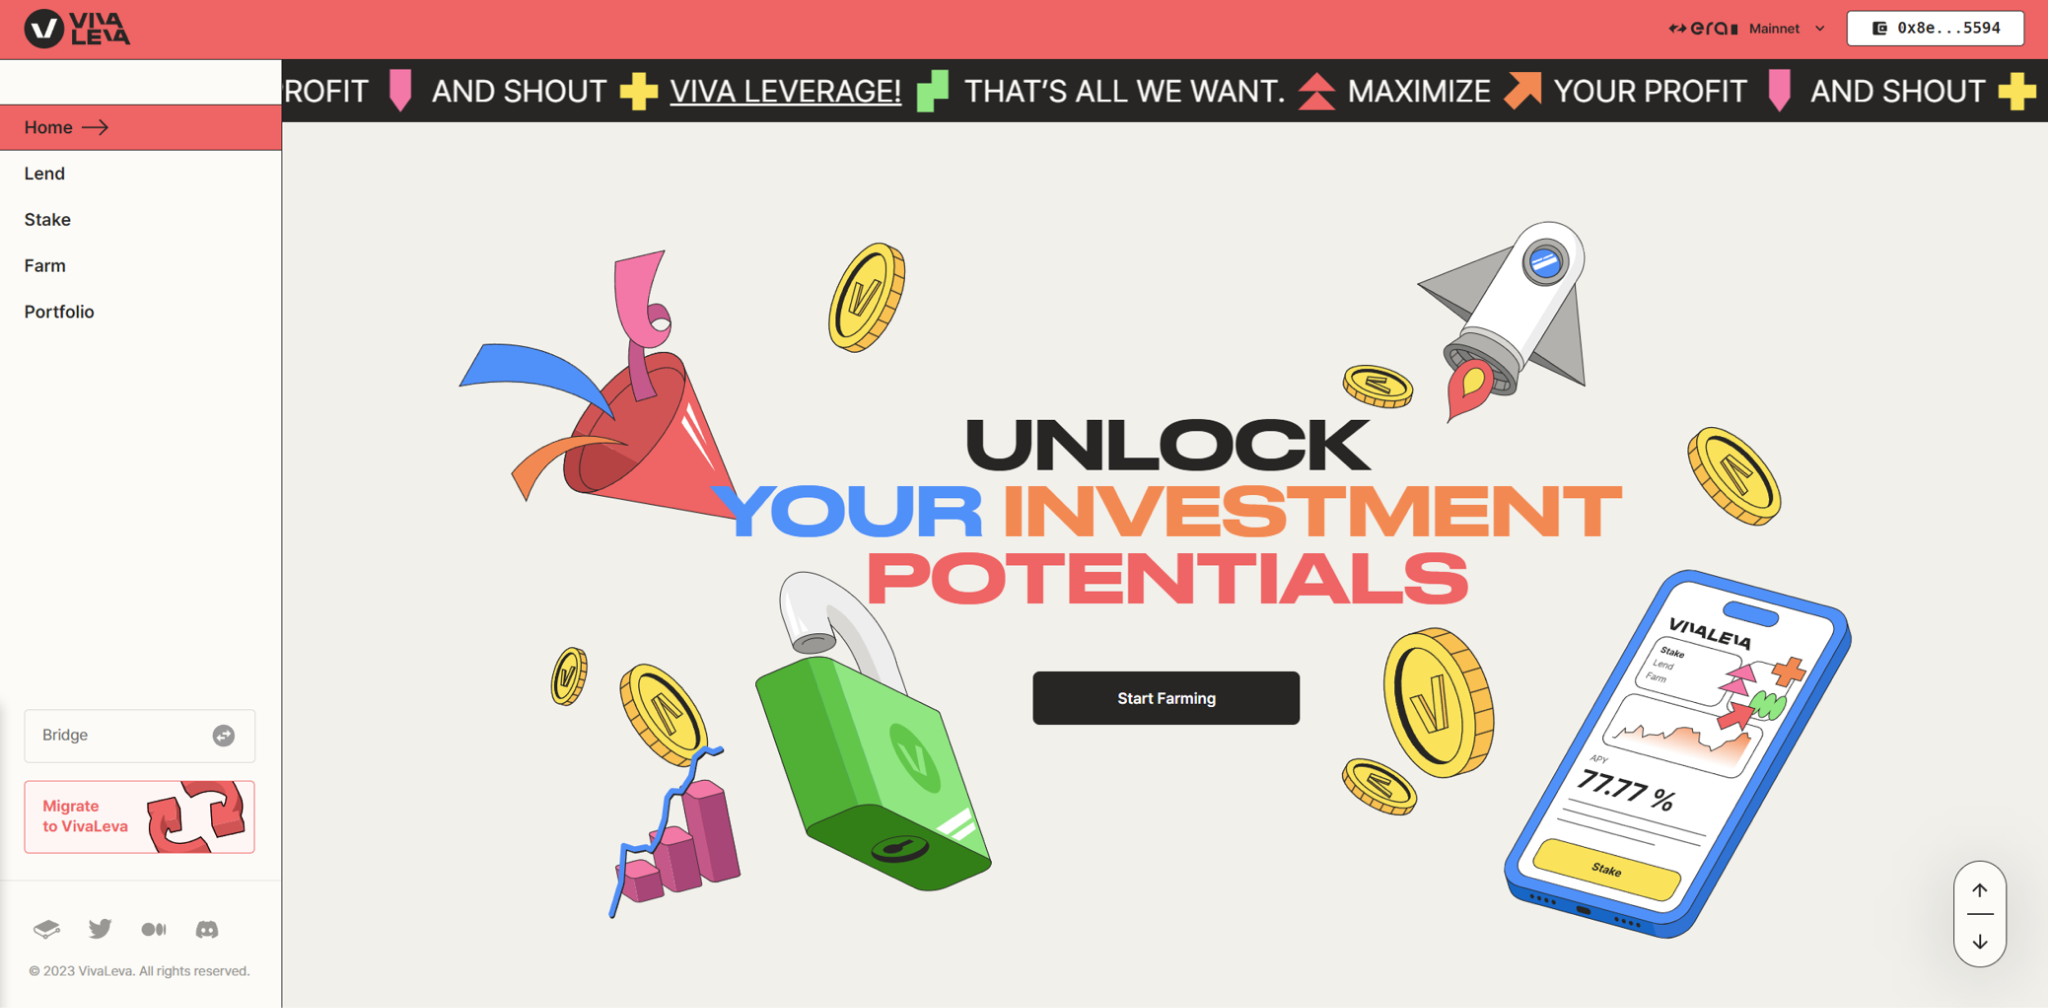 VIVA
LEVA
era Mainnet
0x8e...5594
PROFIT AND SHOUT VIVA LEVERAGE! THAT'S ALL WE WANT. MAXIMIZE YOUR PROFIT AND SHOUT
Home
Lend
Stake
Farm
Portfolio
UNLOCK
YOUR INVESTMENT
POTENTIALS
Start Farming
VIVALEVA
Stake
Lend
Farm
APY
77.77 %
Stake
Bridge
Migrate
to VivaLeva
© 2023 VivaLeva. All rights reserved.